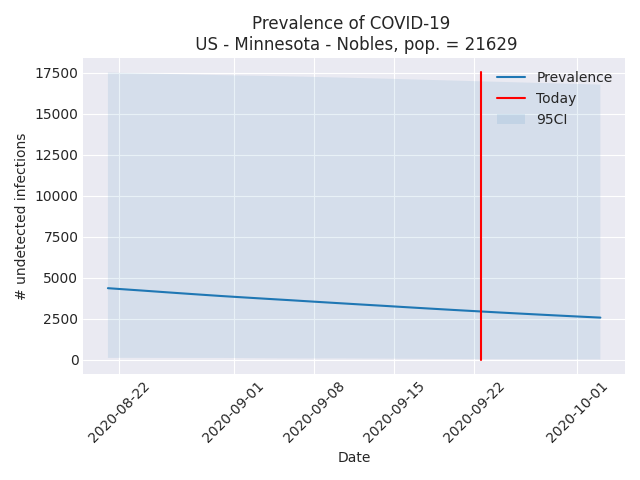 Prevalence of COVID-19
US - Minnesota - Nobles, pop. = 21629
17500
15000
12500
10000
7500
5000
2500
0
# undetected infections
Prevalence
Today
95CI
2020-08-22
2020-09-01
2020-09-08
2020-09-15
2020-09-22
2020-10-01
Date